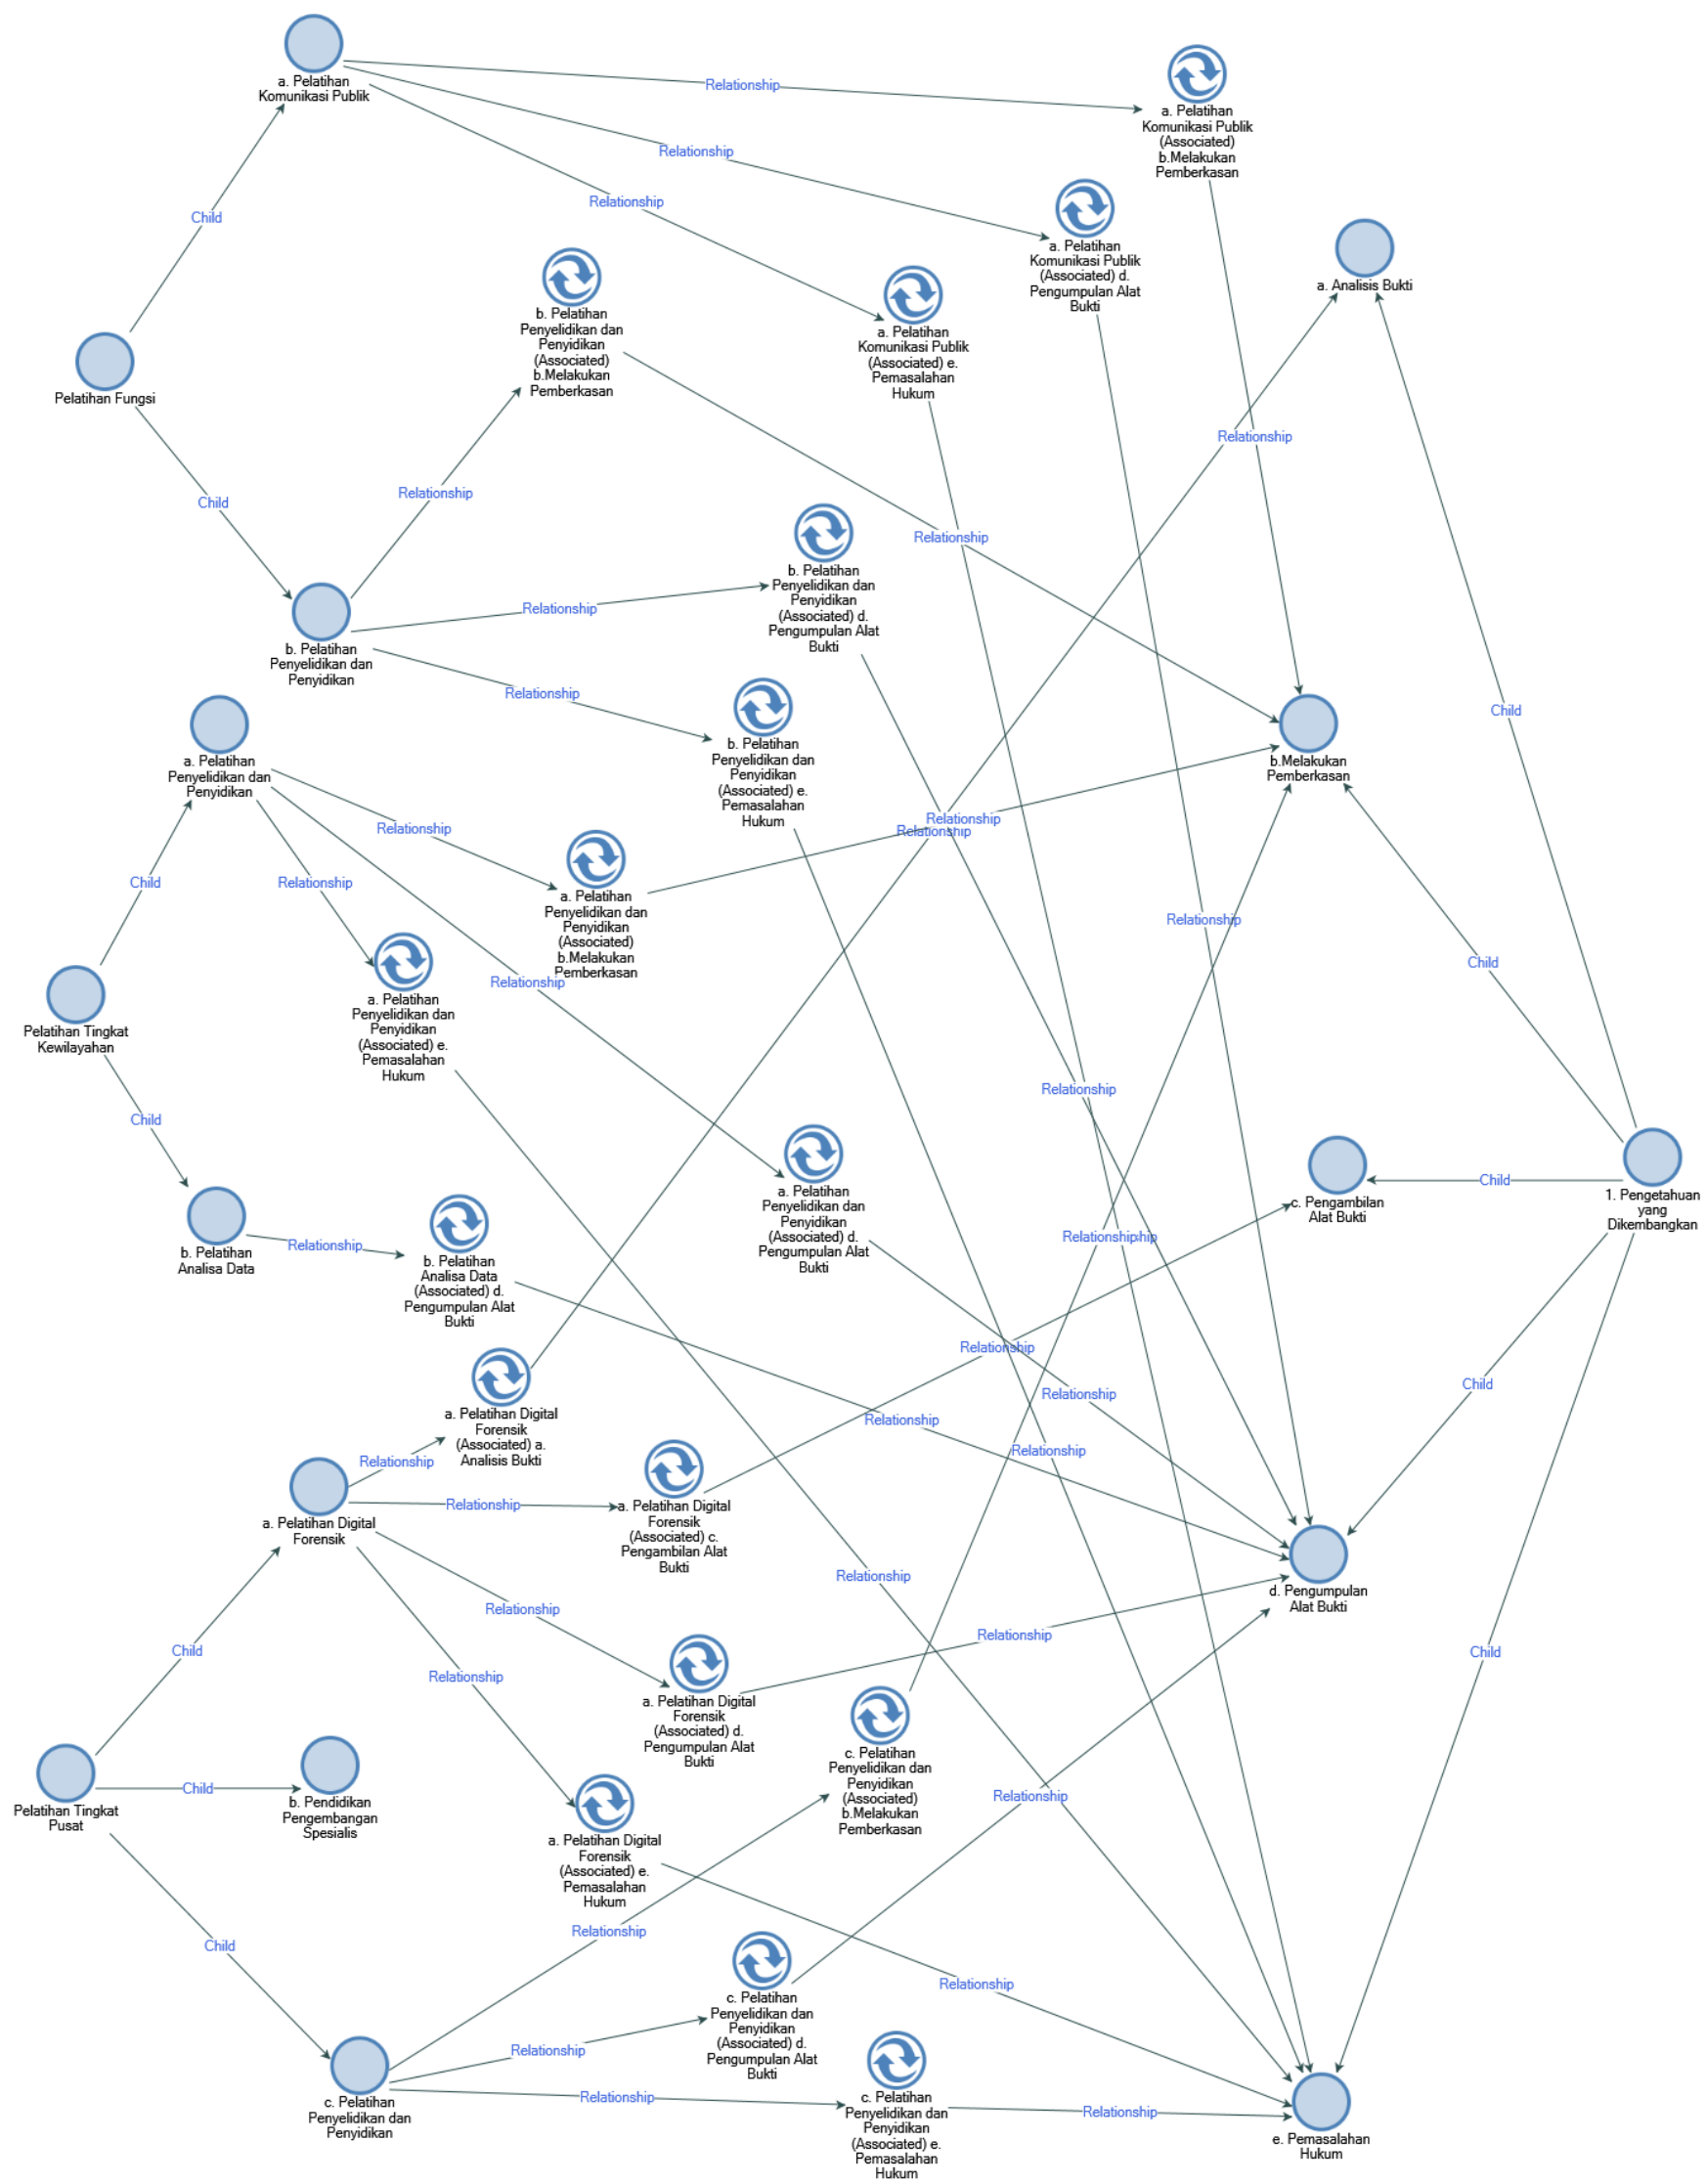 a. Pelatihan
Komunikasi Publik
Relationship
a. Pelatihan
Komunikasi Publik
(Associated)
b.Melakukan
Pemberkasan
Relationship
Relationship
Child
a. Pelatihan
Komunikasi Publik
(Associated) d.
Pengumpulan Alat
Bukti
a. Analisis Bukti
b. Pelatihan
Penyelidikan dan
Penyidikan
(Associated)
b.Melakukan
Pemberkasan
a. Pelatihan
Komunikasi Publik
(Associated) e.
Pemasalahan
Hukum
Pelatihan Fungsi
Relationship
Child
Relationship
Relationship
b. Pelatihan
Penyelidikan dan
Penyidikan
(Associated) d.
Pengumpulan Alat
Bukti
Relationship
b. Pelatihan
Penyelidikan dan
Penyidikan
Relationship
Child
a. Pelatihan
Penyelidikan dan
Penyidikan
b. Pelatihan
Penyelidikan dan
Penyidikan
(Associated) e.
Pemasalahan
Hukum
b.Melakukan
Pemberkasan
Relationship
Relationship
Relationship
Child
Relationship
a. Pelatihan
Penyelidikan dan
Penyidikan
(Associated)
b.Melakukan
Pemberkasan
Relationship
Child
Relationship
a. Pelatihan
Penyelidikan dan
Penyidikan
(Associated) e.
Pemasalahan
Hukum
Pelatihan Tingkat
Kewilayahan
Relationship
Child
a. Pelatihan
Penyelidikan dan
Penyidikan
(Associated) d.
Pengumpulan Alat
Bukti
c. Pengambilan
Alat Bukti
Child
1. Pengetahuan
yang
Dikembangkan
b. Pelatihan
Analisa Data
Relationship
b. Pelatihan
Analisa Data
(Associated) d.
Pengumpulan Alat
Bukti
Relationship
Relationship
Relationship
Child
Relationship
Relationship
a. Pelatihan Digital
Forensik
(Associated) a.
Analisis Bukti
Relationship
Relationship
a. Pelatihan Digital
Forensik
a. Pelatihan Digital
Forensik
(Associated) c.
Pengambilan Alat
Bukti
Relationship
d. Pengumpulan
Alat Bukti
Relationship
Relationship
Child
Child
Relationship
a. Pelatihan Digital
Forensik
(Associated) d.
Pengumpulan Alat
Bukti
c. Pelatihan
Penyelidikan dan
Penyidikan
(Associated)
b.Melakukan
Pemberkasan
Child
Relationship
Pelatihan Tingkat
Pusat
b. Pendidikan
Pengembangan
Spesialis
a. Pelatihan Digital
Forensik
(Associated) e.
Pemasalahan
Hukum
Relationship
Child
Relationship
c. Pelatihan
Penyelidikan dan
Penyidikan
(Associated) d.
Pengumpulan Alat
Bukti
Relationship
Relationship
c. Pelatihan
Penyelidikan dan
Penyidikan
c. Pelatihan
Penyelidikan dan
Penyidikan
(Associated) e.
Pemasalahan
Hukum
Relationship
e. Pemasalahan
Hukum